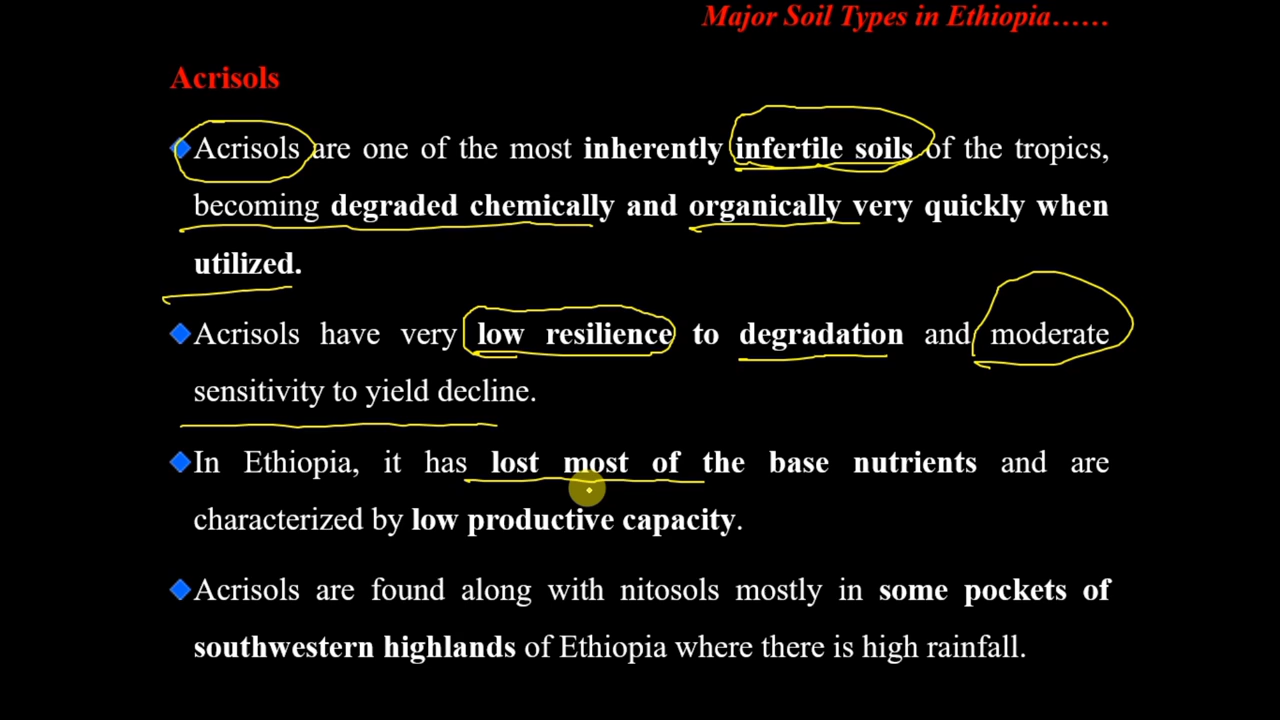 Major Soil Types in Ethiopia……
Acrisols
Acrisols are one of the most inherently infertile soils of the tropics,
becoming degraded chemically and organically very quickly when
utilized.
Acrisols have very low resilience to degradation and moderate
sensitivity to yield decline.
In Ethiopia, it has lost most of the base nutrients and are
characterized by low productive capacity.
Acrisols are found along with nitosols mostly in some pockets of
southwestern highlands of Ethiopia where there is high rainfall.